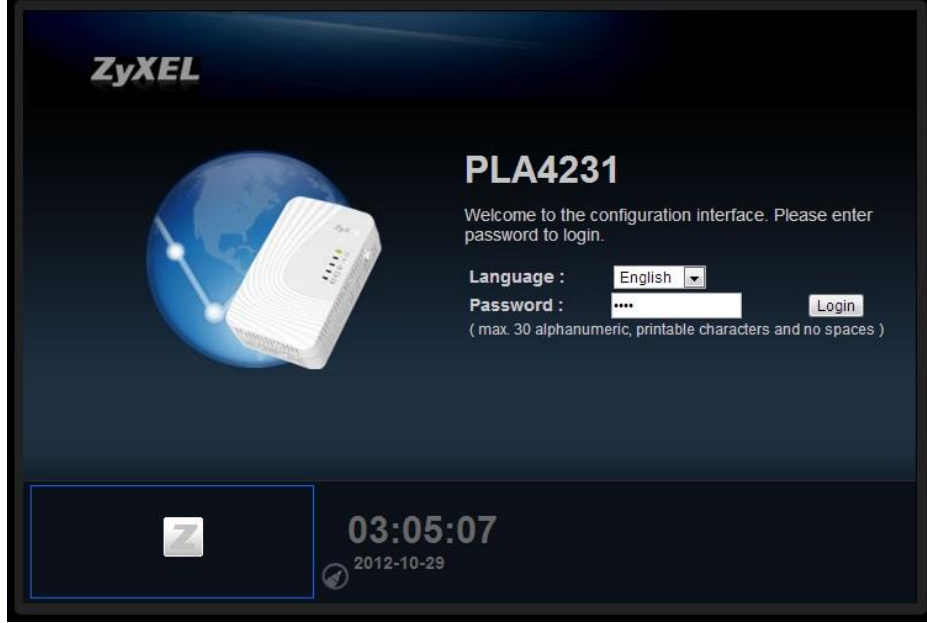 ZyXEL
PLA4231
Welcome to the configuration interface. Please enter
password to login.
Language : English
Password : •••• Login
( max. 30 alphanumeric, printable characters and no spaces )
Z
03:05:07
2012-10-29